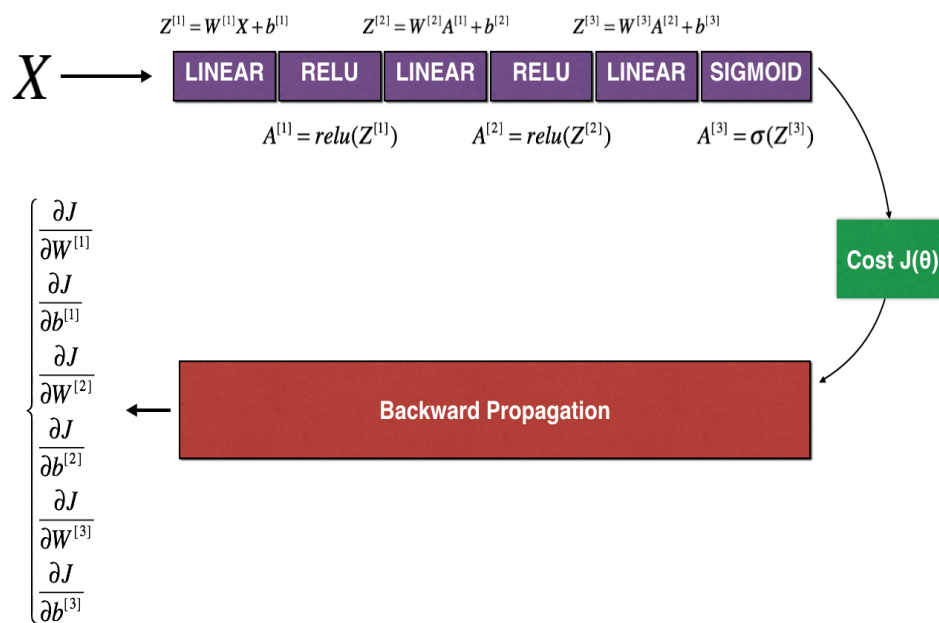 Z^[1] = W^[1]X + b^[1] Z^[2] = W^[2]A^[1] + b^[2] Z^[3] = W^[3]A^[2] + b^[3]
X LINEAR RELU LINEAR RELU LINEAR SIGMOID
A^[1] = relu(Z^[1]) A^[2] = relu(Z^[2]) A^[3] = σ(Z^[3])
Cost J(θ)
Backward Propagation
∂J
∂W^[1]
∂J
∂b^[1]
∂J
∂W^[2]
∂J
∂b^[2]
∂J
∂W^[3]
∂J
∂b^[3]